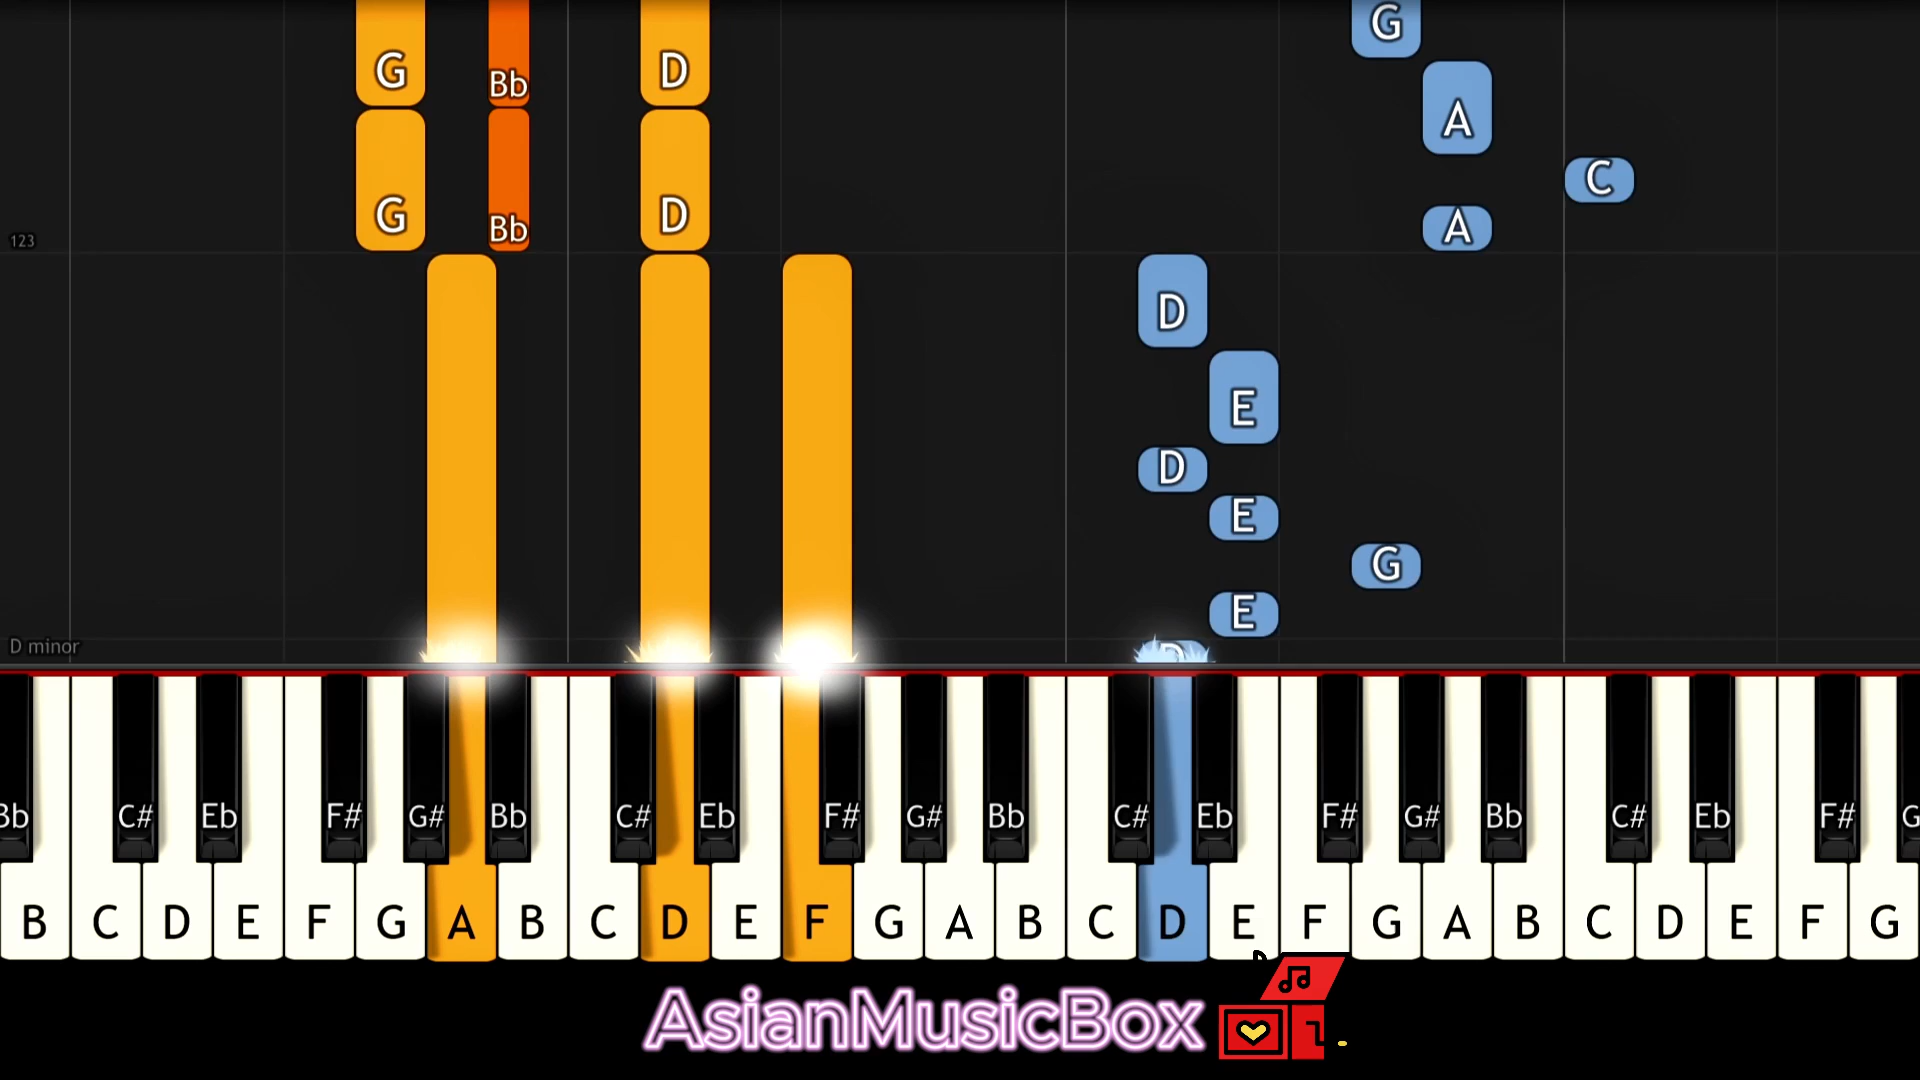 G
G Bb D
A
C
G Bb D A
123
D
E
D
E
G
E
D minor
D
Bb C# Eb F# G# Bb C# Eb F# G# Bb C# Eb F# G# Bb C# Eb F# G
B C D E F G A B C D E F G A B C D E F G A B C D E F G
AsianMusicBox